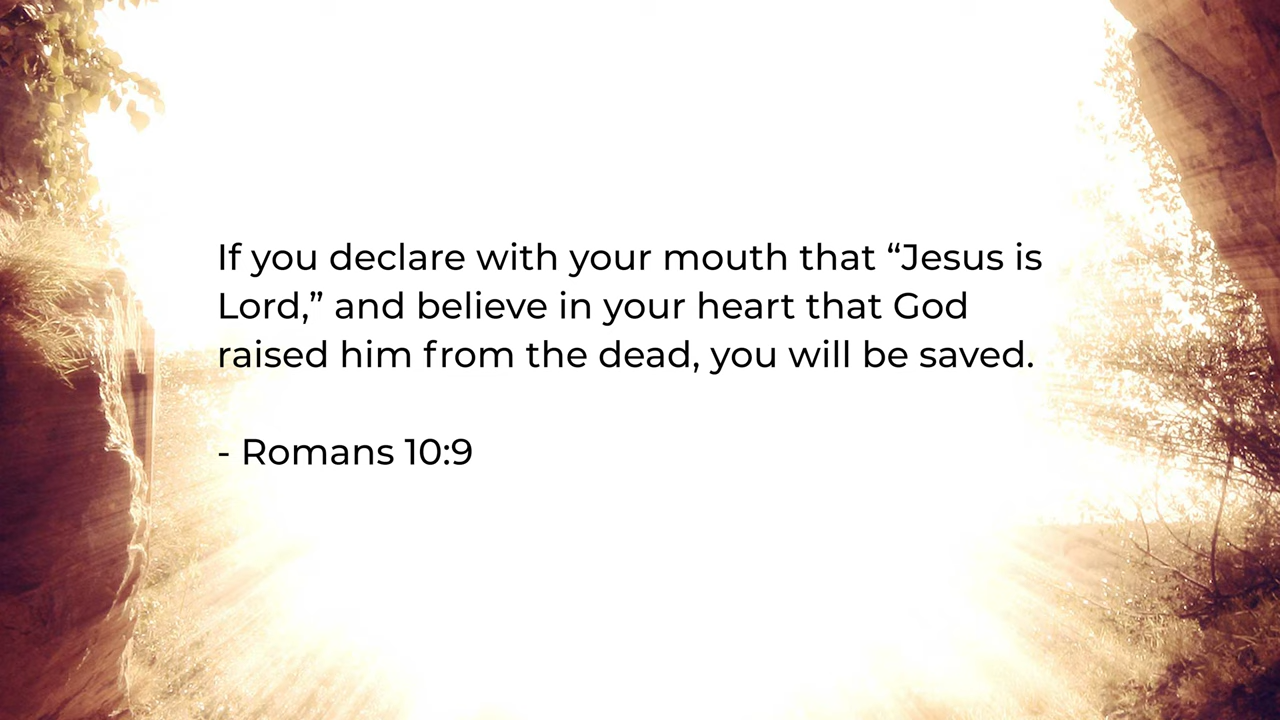 If you declare with your mouth that “Jesus is
Lord,” and believe in your heart that God
raised him from the dead, you will be saved.
- Romans 10:9